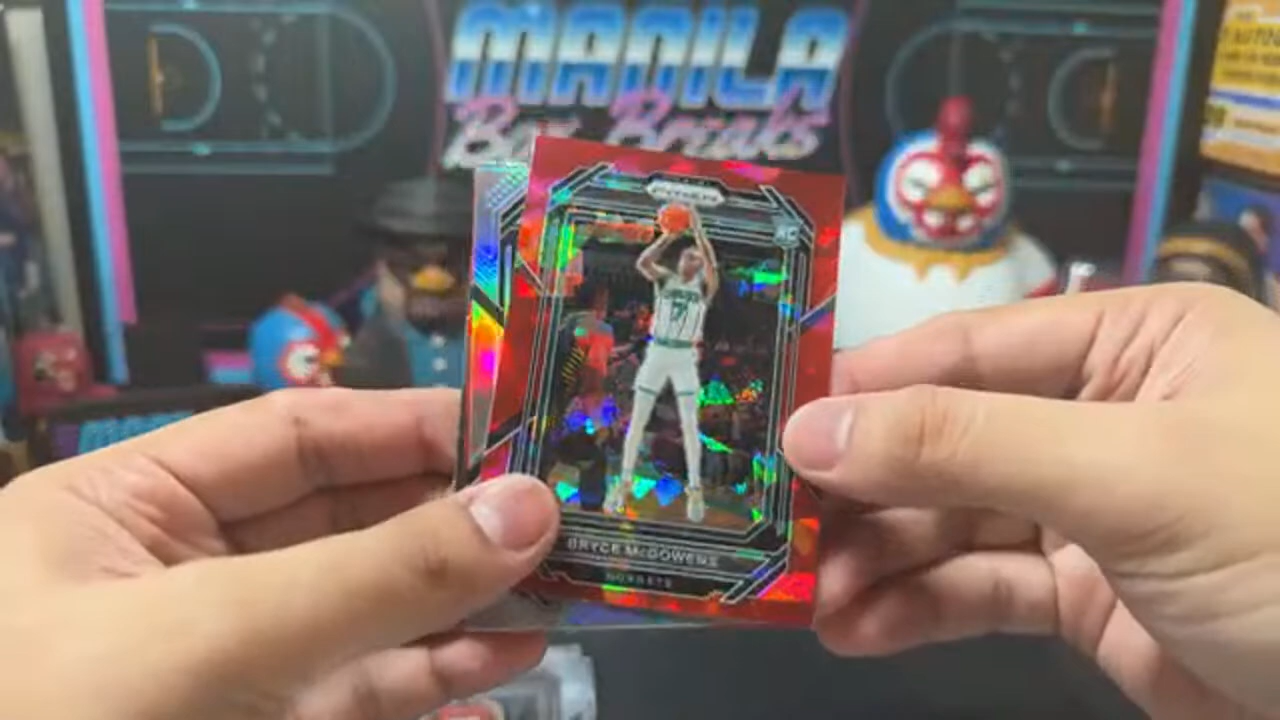 MANILA
Box Breaks
PRIZM
RC
BRYCE McGOWENS
HORNETS